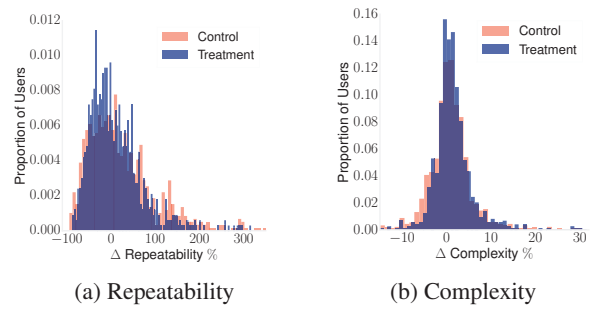 0.012
0.010
0.008
0.006
0.004
0.002
0.000
Proportion of Users
Control
Treatment
−100 0 100 200 300
Δ Repeatability %
(a) Repeatability
0.16
0.14
0.12
0.10
0.08
0.06
0.04
0.02
0.00
Proportion of Users
Control
Treatment
−10 0 10 20 30
Δ Complexity %
(b) Complexity